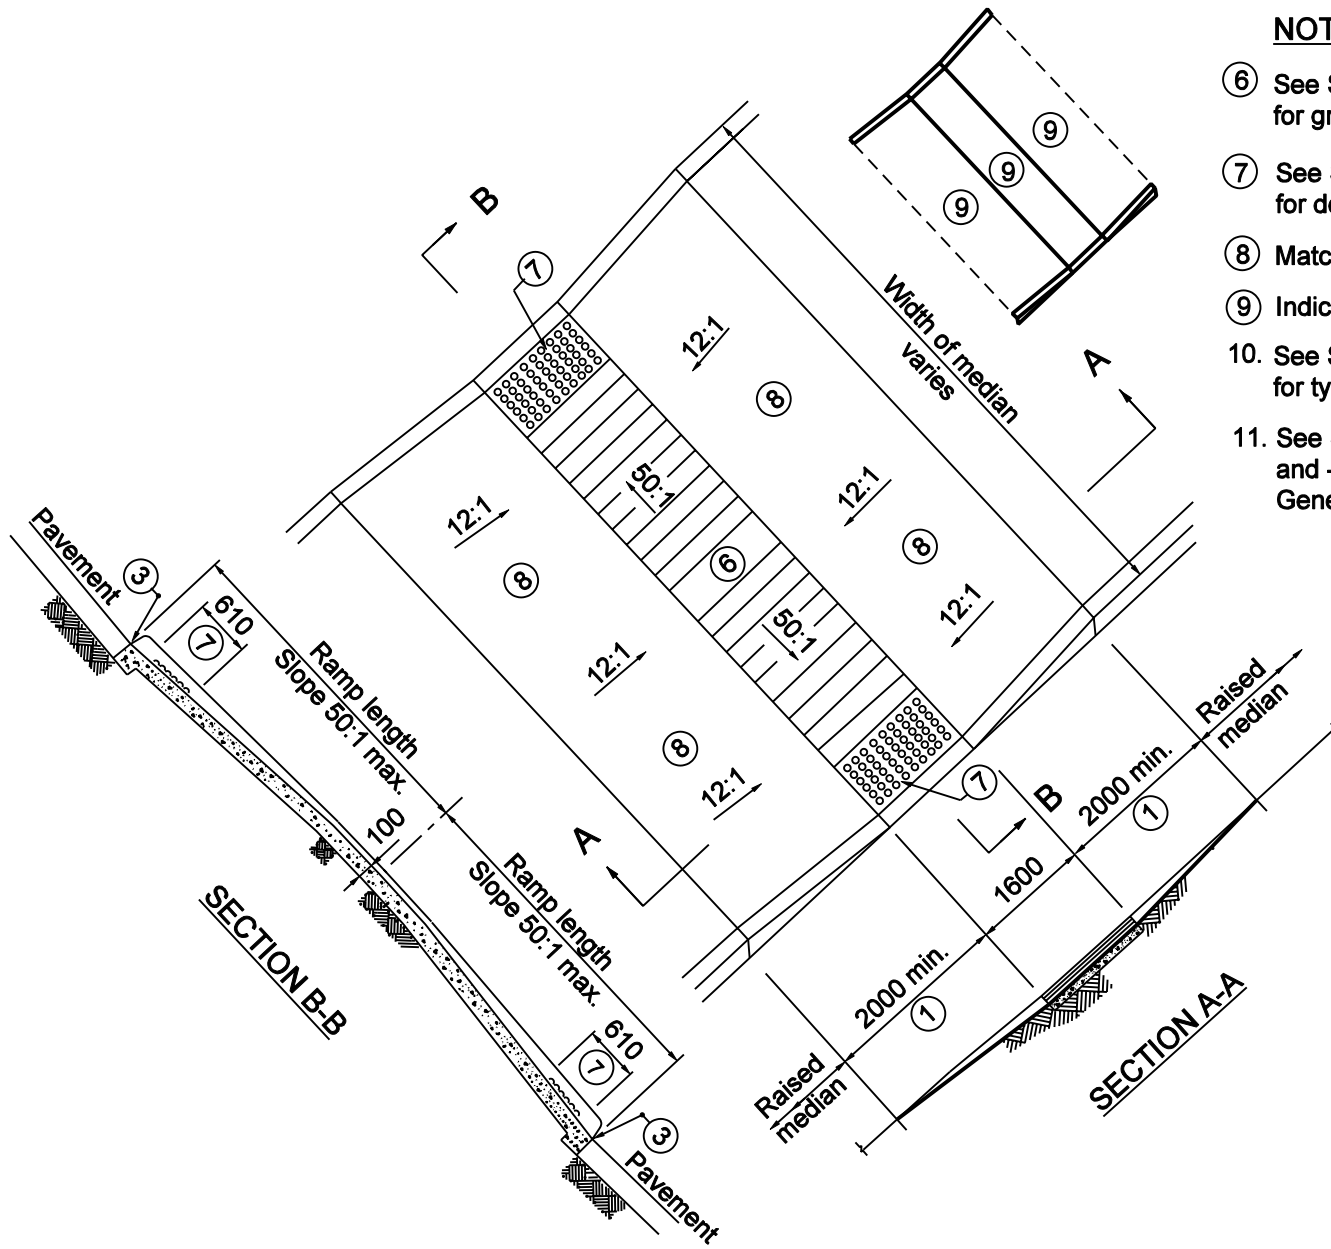 NOT
6 See S
for gr
7 See
for de
8 Matc
9 Indic
10. See S
for ty
11. See
and -
Gene
9
9
9
B
7
12:1
8
Width of median
varies
A
50:1
12:1
8
6
12:1
8
50:1
12:1
12:1
8
12:1
7
Pavement
3
610
7
Ramp length
Slope 50:1 max.
100
Ramp length
Slope 50:1 max.
610
7
3
Pavement
SECTION B-B
A
B
Raised
median
2000 min.
1
1600
2000 min.
1
Raised
median
SECTION A-A